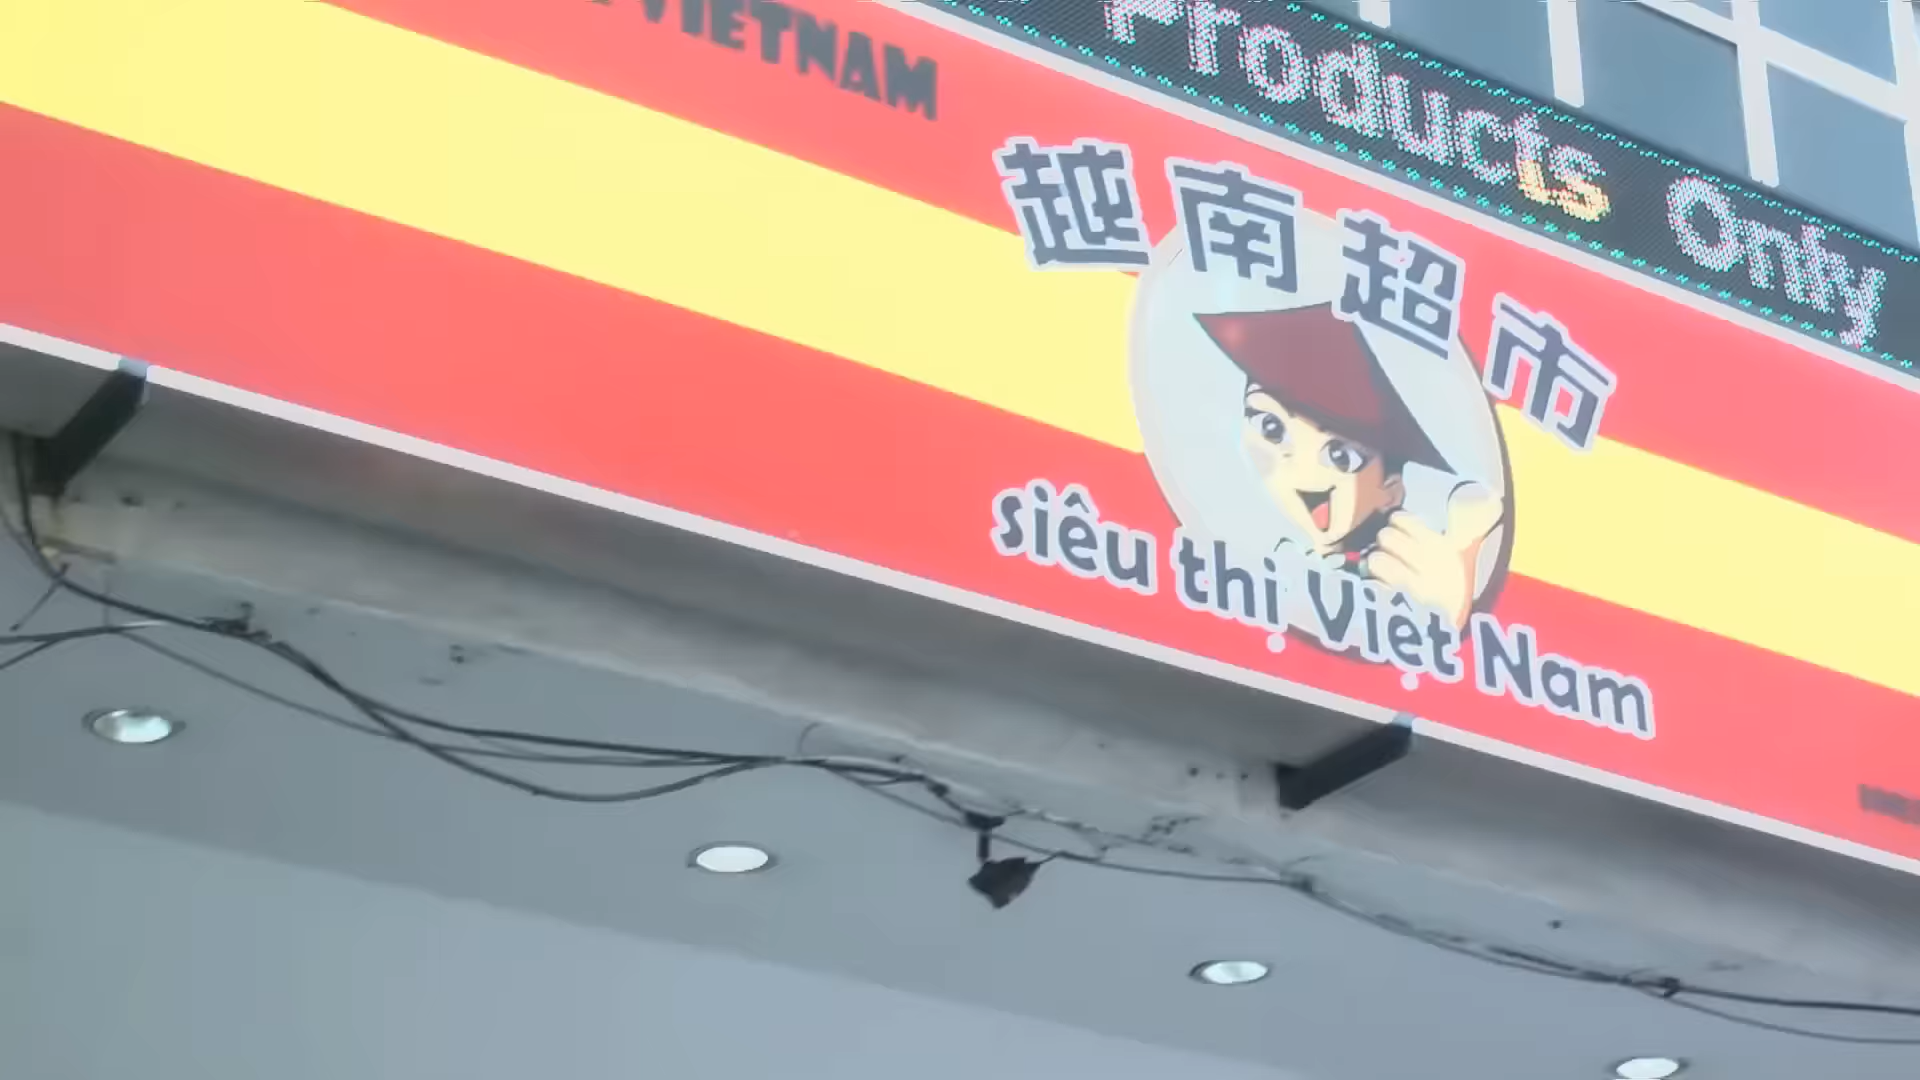 VIETNAM
Products Only
越南超市
siêu thị Việt Nam